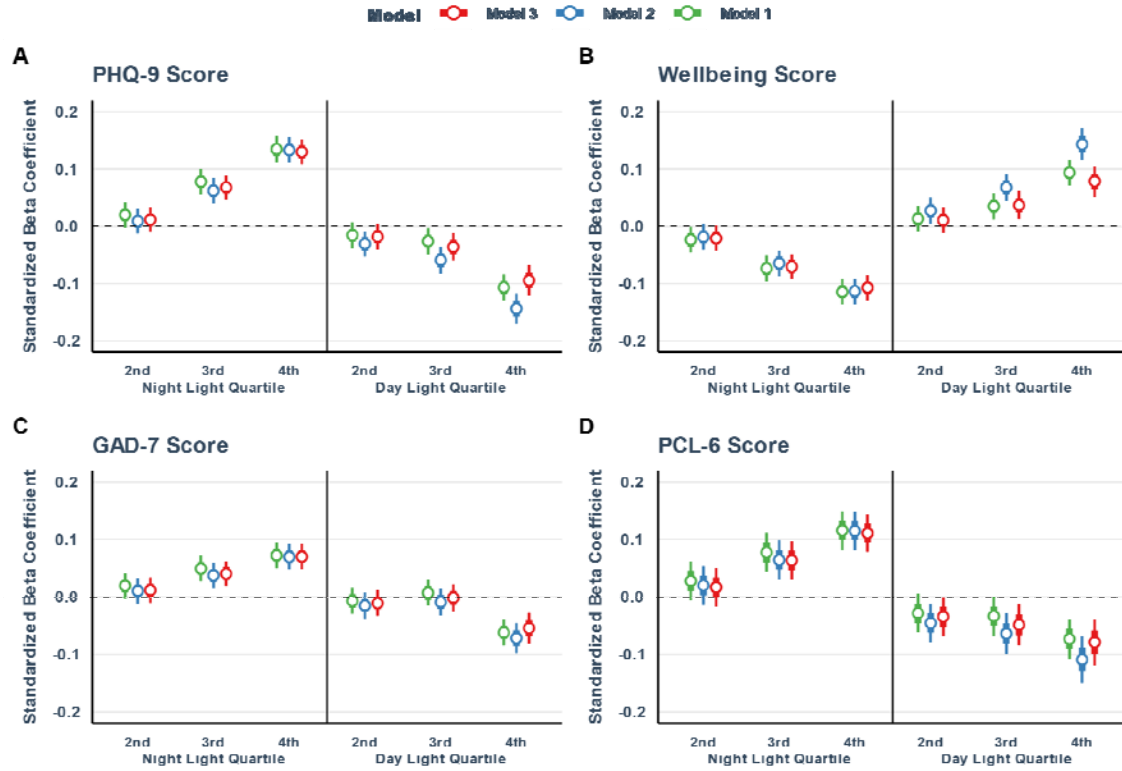 Model Model 3 Model 2 Model 1
A
PHQ-9 Score
Standardized Beta Coefficient
0.2
0.1
0.0
-0.1
-0.2
2nd 3rd 4th 2nd 3rd 4th
Night Light Quartile Day Light Quartile
B
Wellbeing Score
Standardized Beta Coefficient
0.2
0.1
0.0
-0.1
-0.2
2nd 3rd 4th 2nd 3rd 4th
Night Light Quartile Day Light Quartile
C
GAD-7 Score
Standardized Beta Coefficient
0.2
0.1
0.0
-0.1
-0.2
2nd 3rd 4th 2nd 3rd 4th
Night Light Quartile Day Light Quartile
D
PCL-6 Score
Standardized Beta Coefficient
0.2
0.1
0.0
-0.1
-0.2
2nd 3rd 4th 2nd 3rd 4th
Night Light Quartile Day Light Quartile